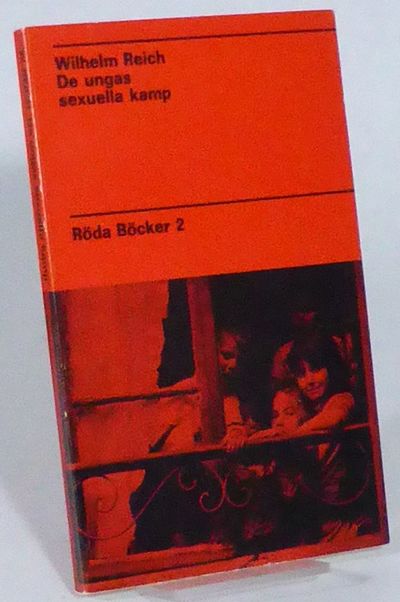 Wilhelm Reich
De ungas
sexuella kamp
Röda Böcker 2